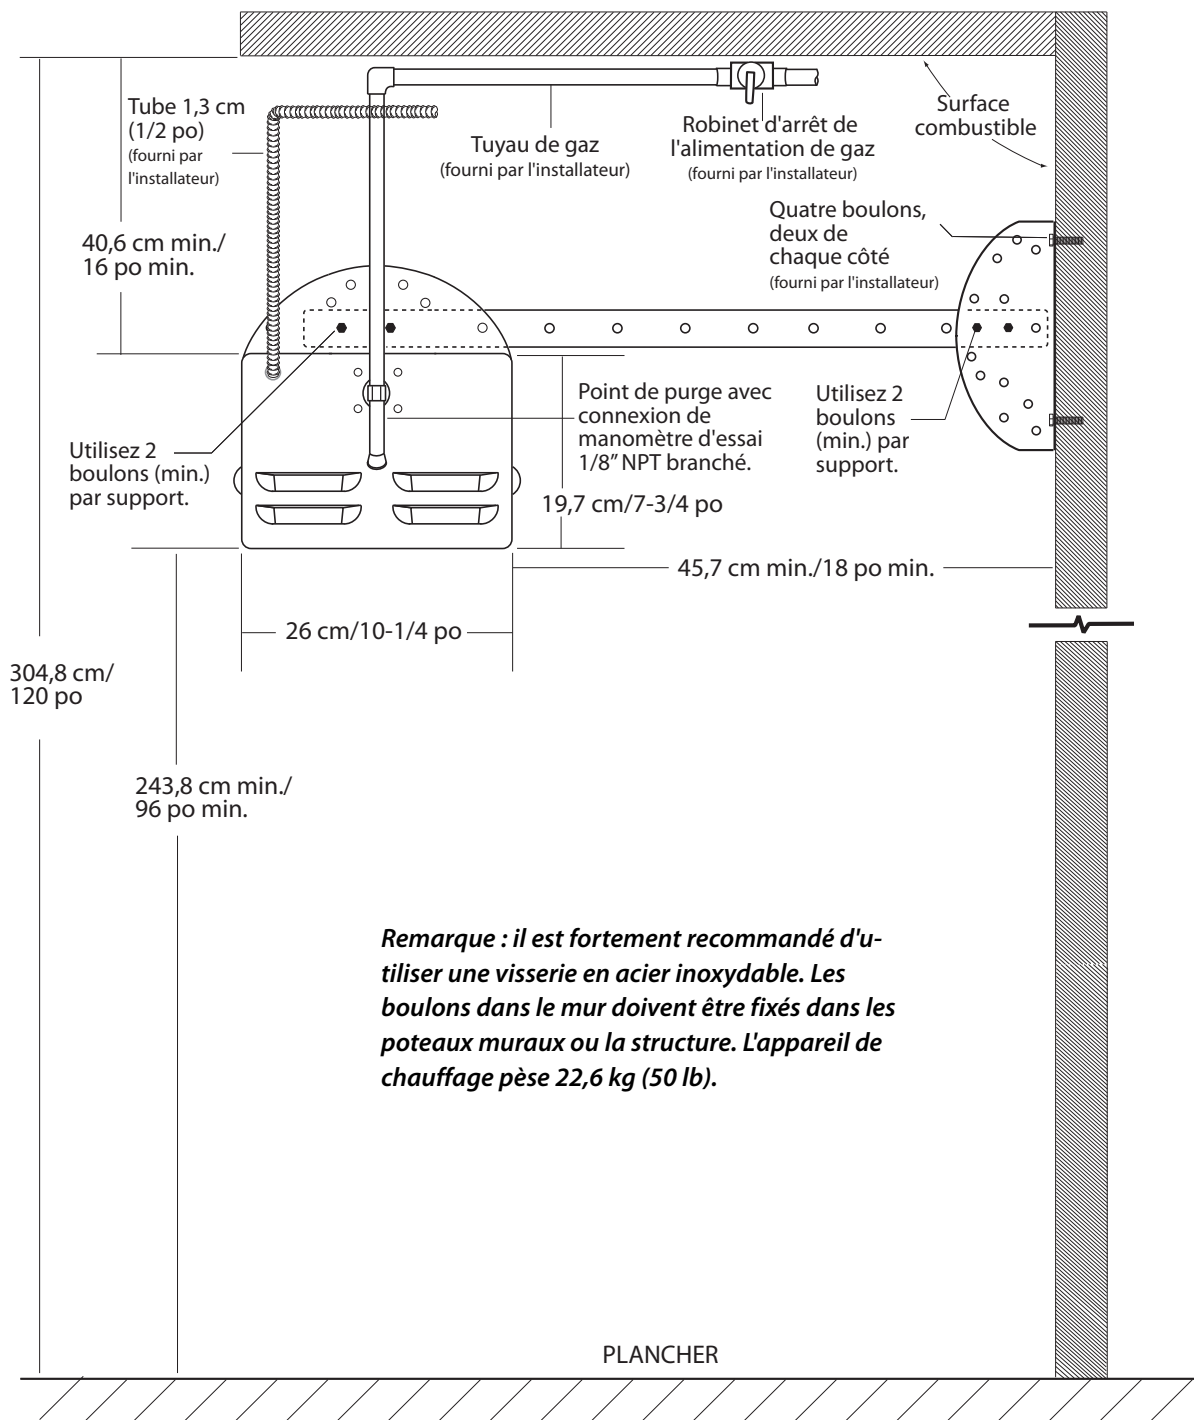 Tube 1,3 cm
(1/2 po)
(fourni par
l'installateur)
Tuyau de gaz
(fourni par l'installateur)
Robinet d'arrêt de
l'alimentation de gaz
(fourni par l'installateur)
Surface
combustible
Quatre boulons,
deux de
chaque côté
(fourni par l'installateur)
40,6 cm min./
16 po min.
Utilisez 2
boulons (min.)
par support.
Point de purge avec
connexion de
manomètre d'essai
1/8” NPT branché.
Utilisez 2
boulons
(min.) par
support.
19,7 cm/7-3/4 po
45,7 cm min./18 po min.
26 cm/10-1/4 po
304,8 cm/
120 po
243,8 cm min./
96 po min.
Remarque : il est fortement recommandé d'u-
tiliser une visserie en acier inoxydable. Les
boulons dans le mur doivent être fixés dans les
poteaux muraux ou la structure. L'appareil de
chauffage pèse 22,6 kg (50 lb).
PLANCHER